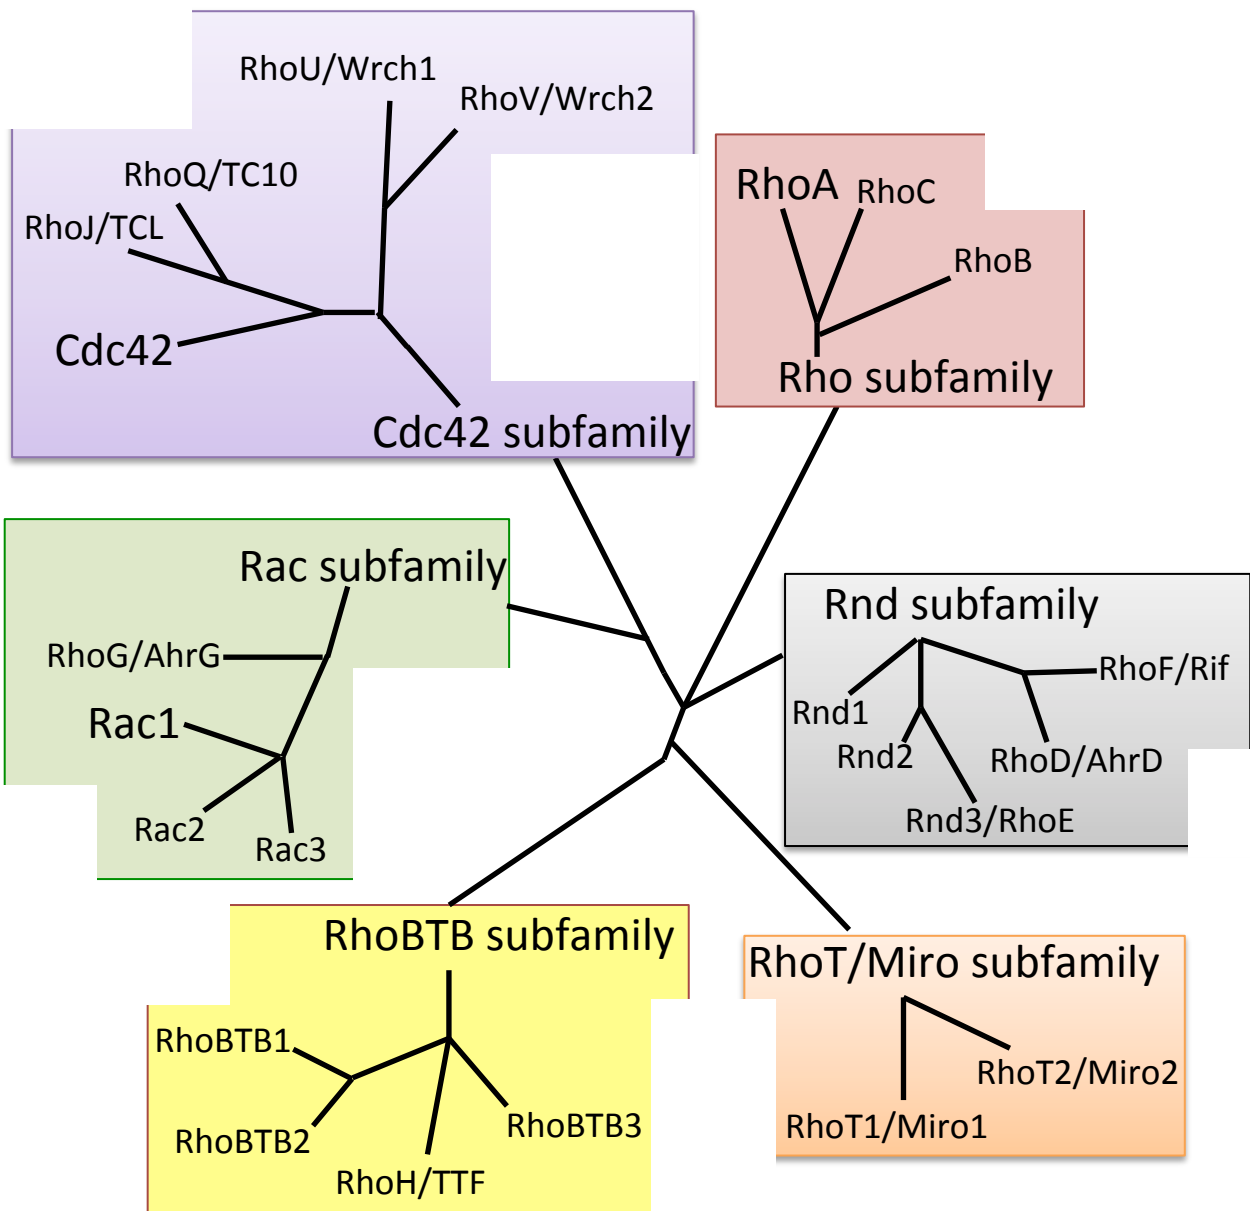 RhoU/Wrch1
RhoV/Wrch2
RhoQ/TC10
RhoJ/TCL
Cdc42
Cdc42 subfamily
RhoA
RhoC
RhoB
Rho subfamily
Rac subfamily
RhoG/AhrG
Rac1
Rac2
Rac3
Rnd subfamily
RhoF/Rif
Rnd1
Rnd2
RhoD/AhrD
Rnd3/RhoE
RhoBTB subfamily
RhoBTB1
RhoBTB2
RhoBTB3
RhoH/TTF
RhoT/Miro subfamily
RhoT2/Miro2
RhoT1/Miro1